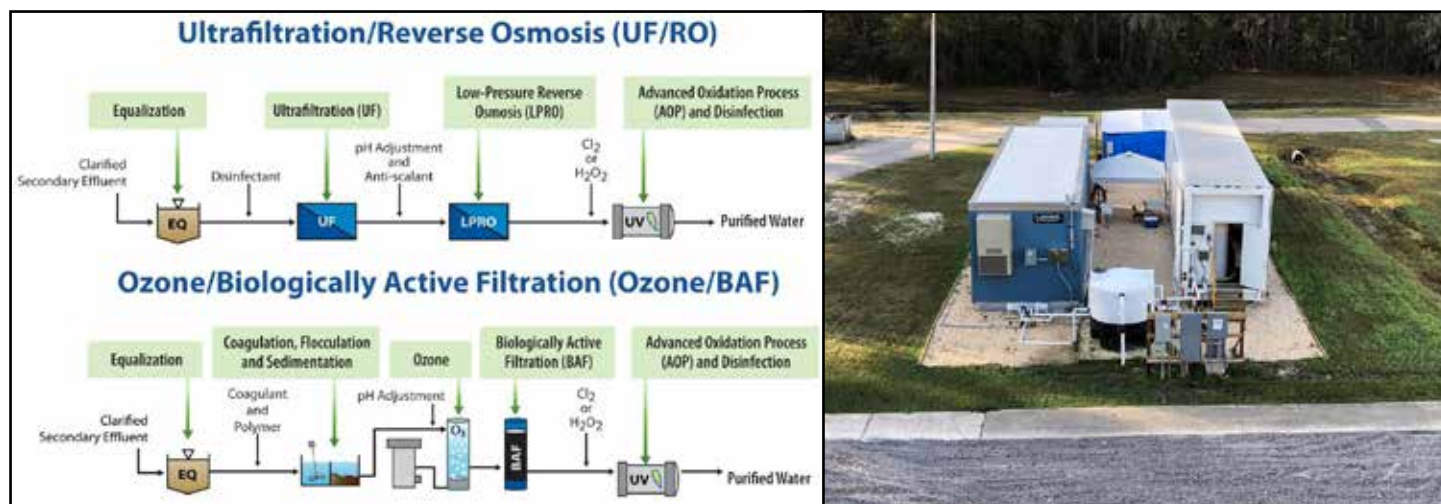 Ultrafiltration/Reverse Osmosis (UF/RO)
Equalization
Ultrafiltration (UF)
Low-Pressure Reverse
Osmosis (LPRO)
Advanced Oxidation Process
(AOP) and Disinfection
Clarified
Secondary Effluent
Disinfectant
pH Adjustment
and
Anti-scalant
Cl2
or
H2O2
EQ
UF
LPRO
UV
Purified Water
Ozone/Biologically Active Filtration (Ozone/BAF)
Equalization
Coagulation, Flocculation
and Sedimentation
Ozone
Biologically Active
Filtration (BAF)
Advanced Oxidation Process
(AOP) and Disinfection
Clarified
Secondary Effluent
Coagulant
and
Polymer
pH Adjustment
Cl2
or
H2O2
EQ
O3
BAF
UV
Purified Water